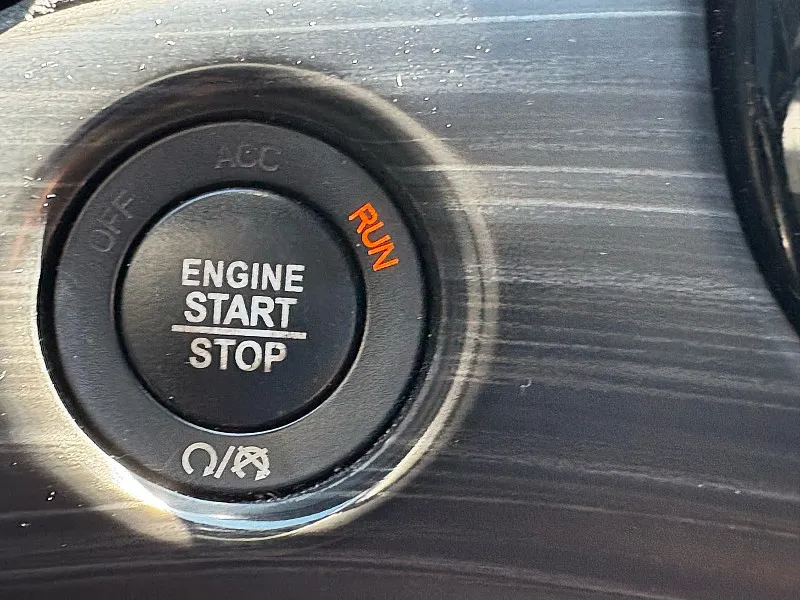 OFF
ACC
RUN
ENGINE
START
STOP